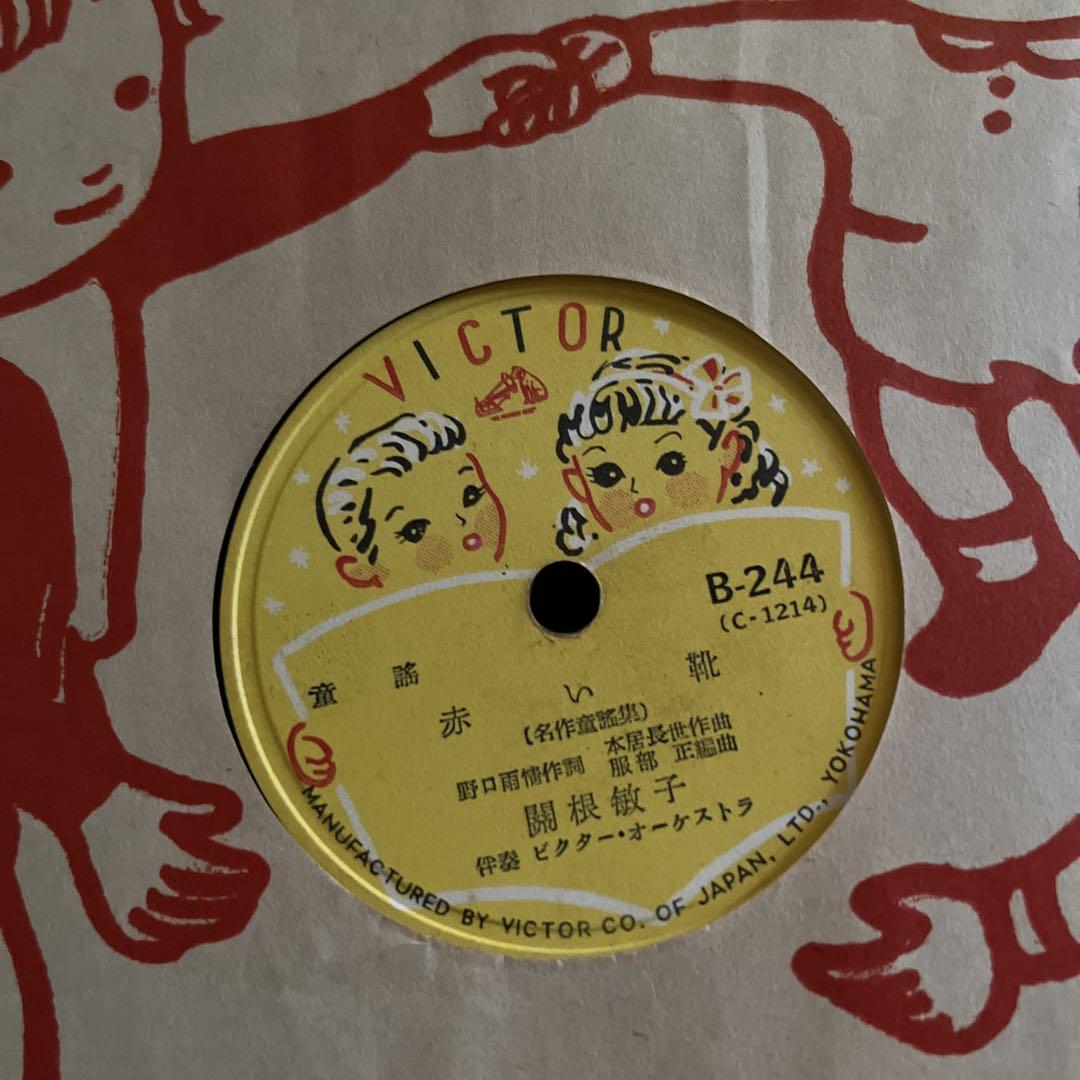 VICTOR
B-244
(C-1214)
童謠
赤い靴
(名作童謠集)
野口雨情作詞 本居長世作曲
服部正編曲
關根敏子
伴奏 ビクター・オーケストラ
MANUFACTURED BY VICTOR CO. OF JAPAN, LTD., YOKOHAMA